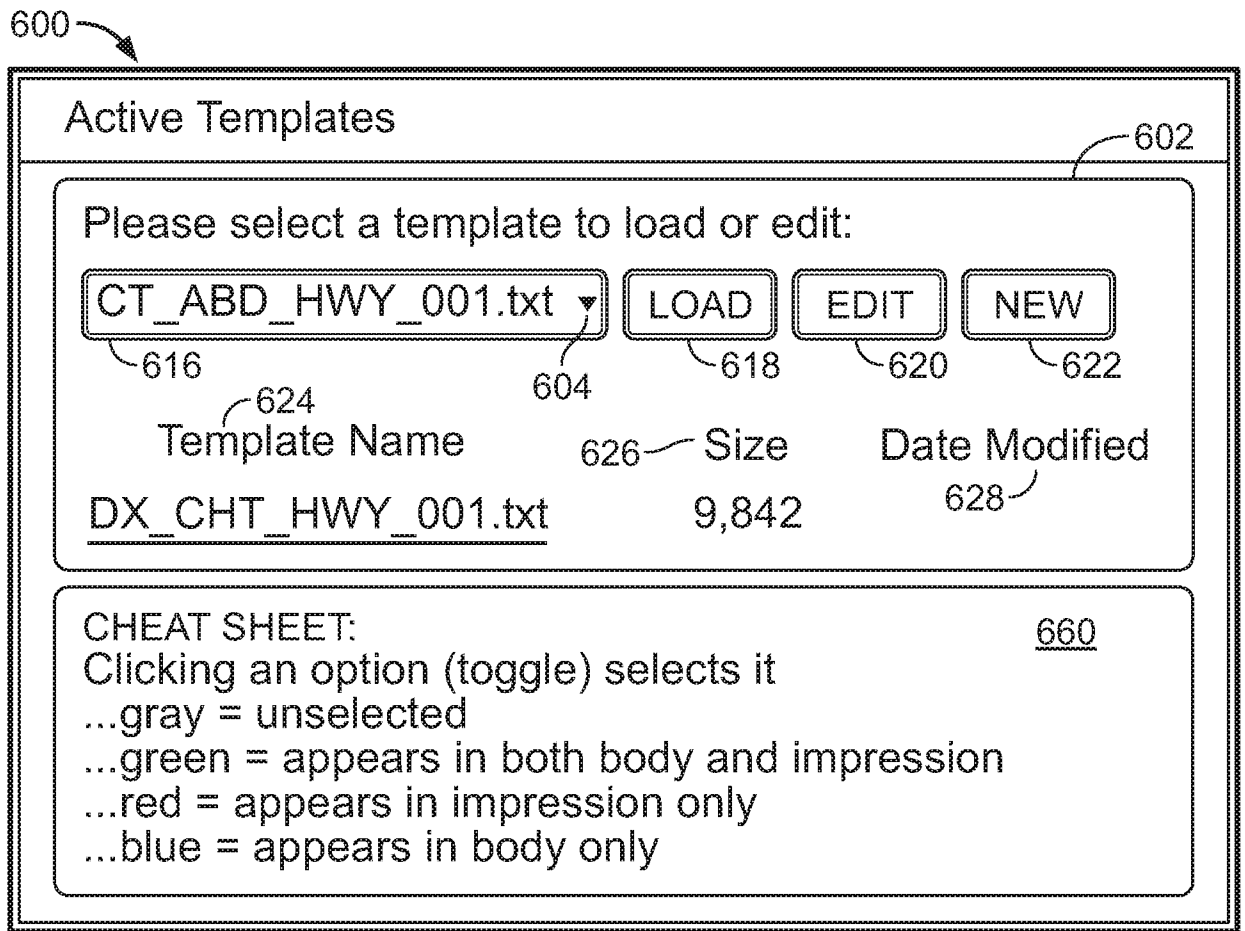 600
Active Templates
602
Please select a template to load or edit:
CT_ABD_HWY_001.txt LOAD EDIT NEW
616 604 618 620 622
624
Template Name 626 Size Date Modified
628
DX_CHT_HWY_001.txt 9,842
CHEAT SHEET: 660
Clicking an option (toggle) selects it
...gray = unselected
...green = appears in both body and impression
...red = appears in impression only
...blue = appears in body only